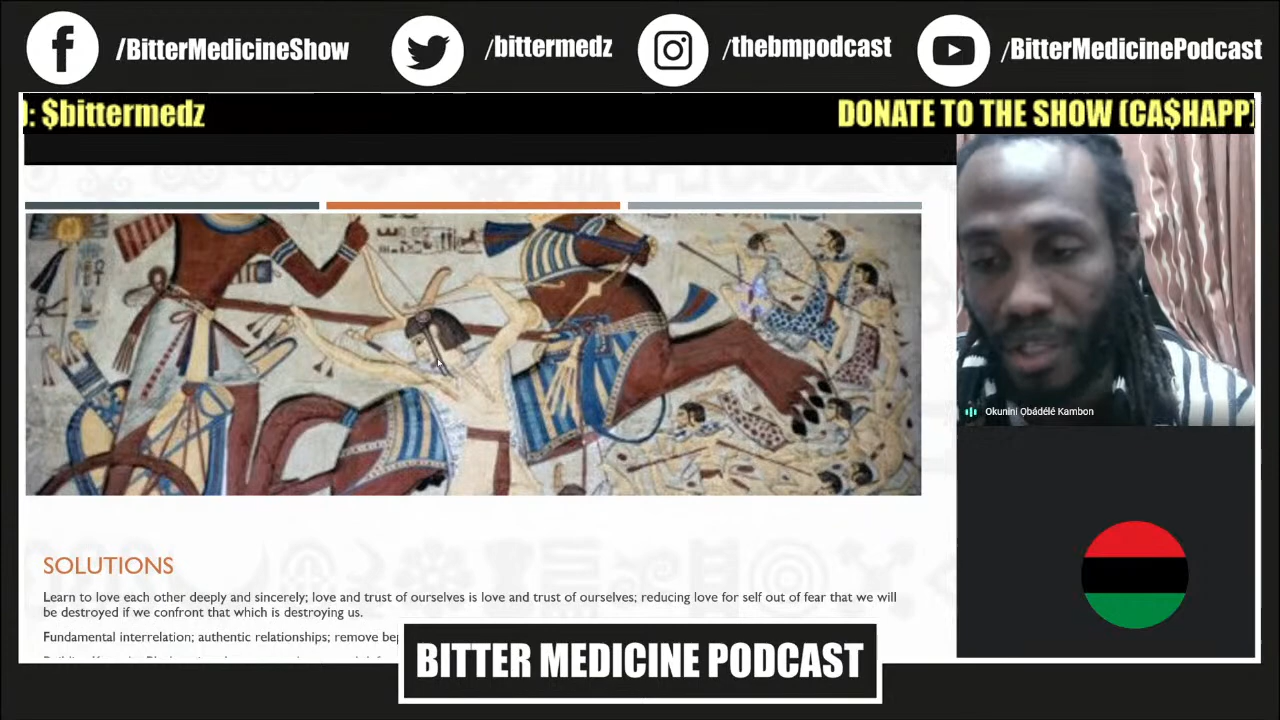 /BitterMedicineShow
/bittermedz
/thebmpodcast
/BitterMedicinePodcast
: $bittermedz
DONATE TO THE SHOW (CA$HAPP)
Okunini Ọbádélé Kambon
SOLUTIONS
Learn to love each other deeply and sincerely; love and trust of ourselves is love and trust of ourselves; reducing love for self out of fear that we will
be destroyed if we confront that which is destroying us.
Fundamental interrelation; authentic relationships; remove
BITTER MEDICINE PODCAST